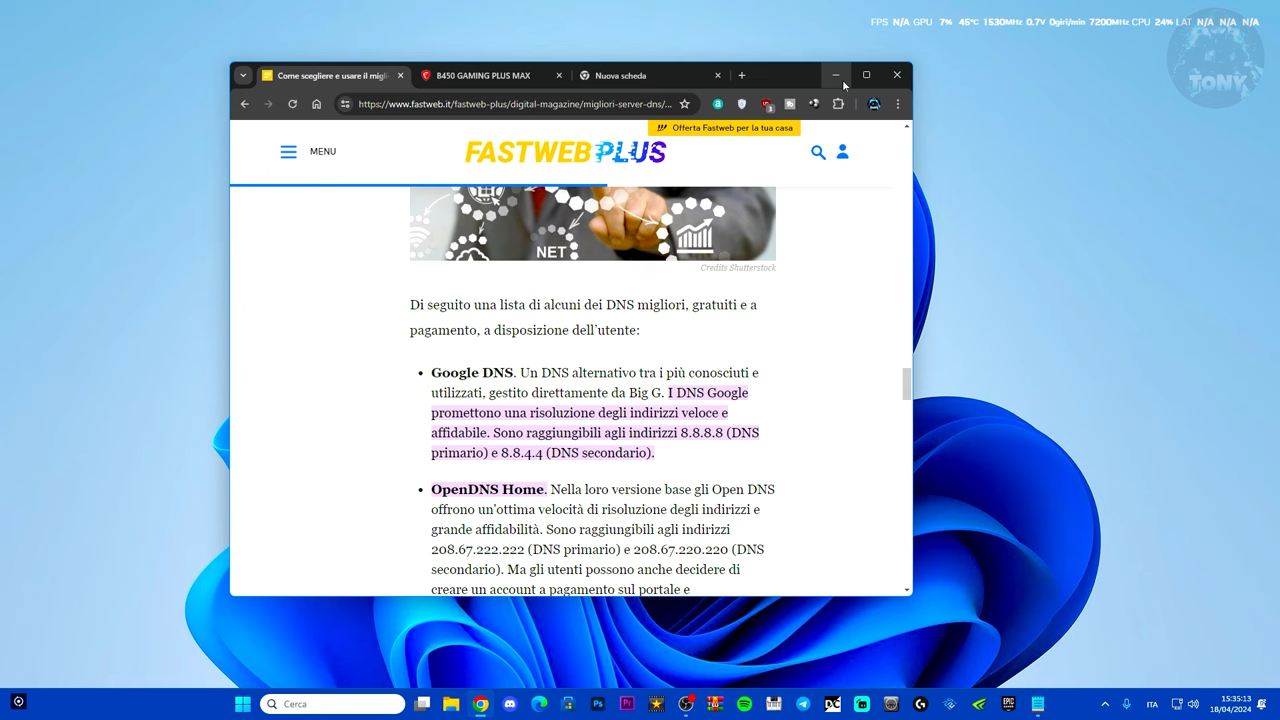 FPS N/A GPU 7% 45°C 1530MHz 0.7V 0giri/min 7200MHz CPU 24% LAT N/A N/A N/A
TONY
Come scegliere e usare il migli
B450 GAMING PLUS MAX
Nuova scheda
https://www.fastweb.it/fastweb-plus/digital-magazine/migliori-server-dns/...
3
Offerta Fastweb per la tua casa
MENU
FASTWEB PLUS
NET
Credits Shutterstock
Di seguito una lista di alcuni dei DNS migliori, gratuiti e a
pagamento, a disposizione dell'utente:
• Google DNS. Un DNS alternativo tra i più conosciuti e
utilizzati, gestito direttamente da Big G. I DNS Google
promettono una risoluzione degli indirizzi veloce e
affidabile. Sono raggiungibili agli indirizzi 8.8.8.8 (DNS
primario) e 8.8.4.4 (DNS secondario).
• OpenDNS Home. Nella loro versione base gli Open DNS
offrono un'ottima velocità di risoluzione degli indirizzi e
grande affidabilità. Sono raggiungibili agli indirizzi
208.67.222.222 (DNS primario) e 208.67.220.220 (DNS
secondario). Ma gli utenti possono anche decidere di
creare un account a pagamento sul portale e
Cerca
Ps
Pr
EPIC
ITA
15:35:13
18/04/2024